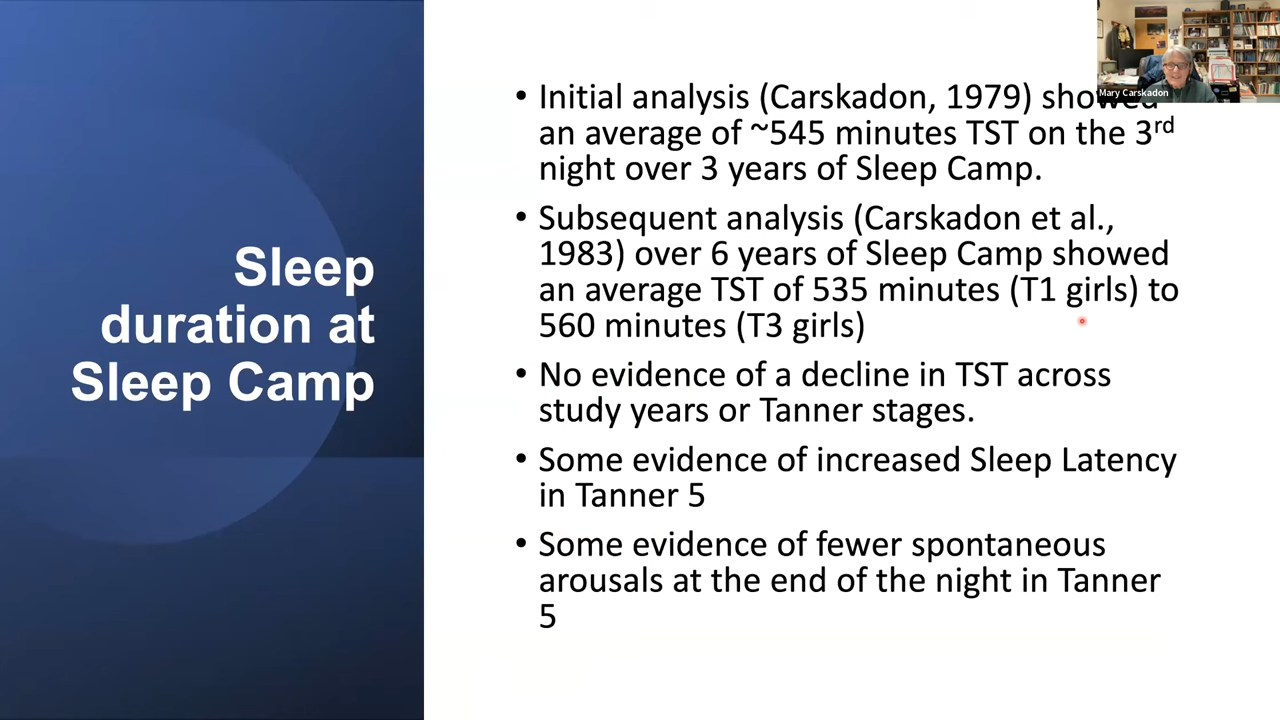 Sleep
duration at
Sleep Camp
• Initial analysis (Carskadon, 1979) showed
an average of ~545 minutes TST on the 3rd
night over 3 years of Sleep Camp.
• Subsequent analysis (Carskadon et al.,
1983) over 6 years of Sleep Camp showed
an average TST of 535 minutes (T1 girls) to
560 minutes (T3 girls)
• No evidence of a decline in TST across
study years or Tanner stages.
• Some evidence of increased Sleep Latency
in Tanner 5
• Some evidence of fewer spontaneous
arousals at the end of the night in Tanner
5
Mary Carskadon